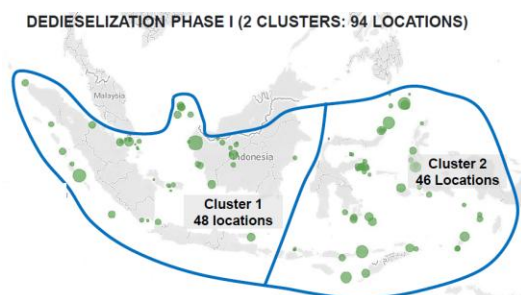 DEDIESELIZATION PHASE I (2 CLUSTERS: 94 LOCATIONS)
Malaysia
Indonesia
Cluster 1
48 locations
Cluster 2
46 Locations